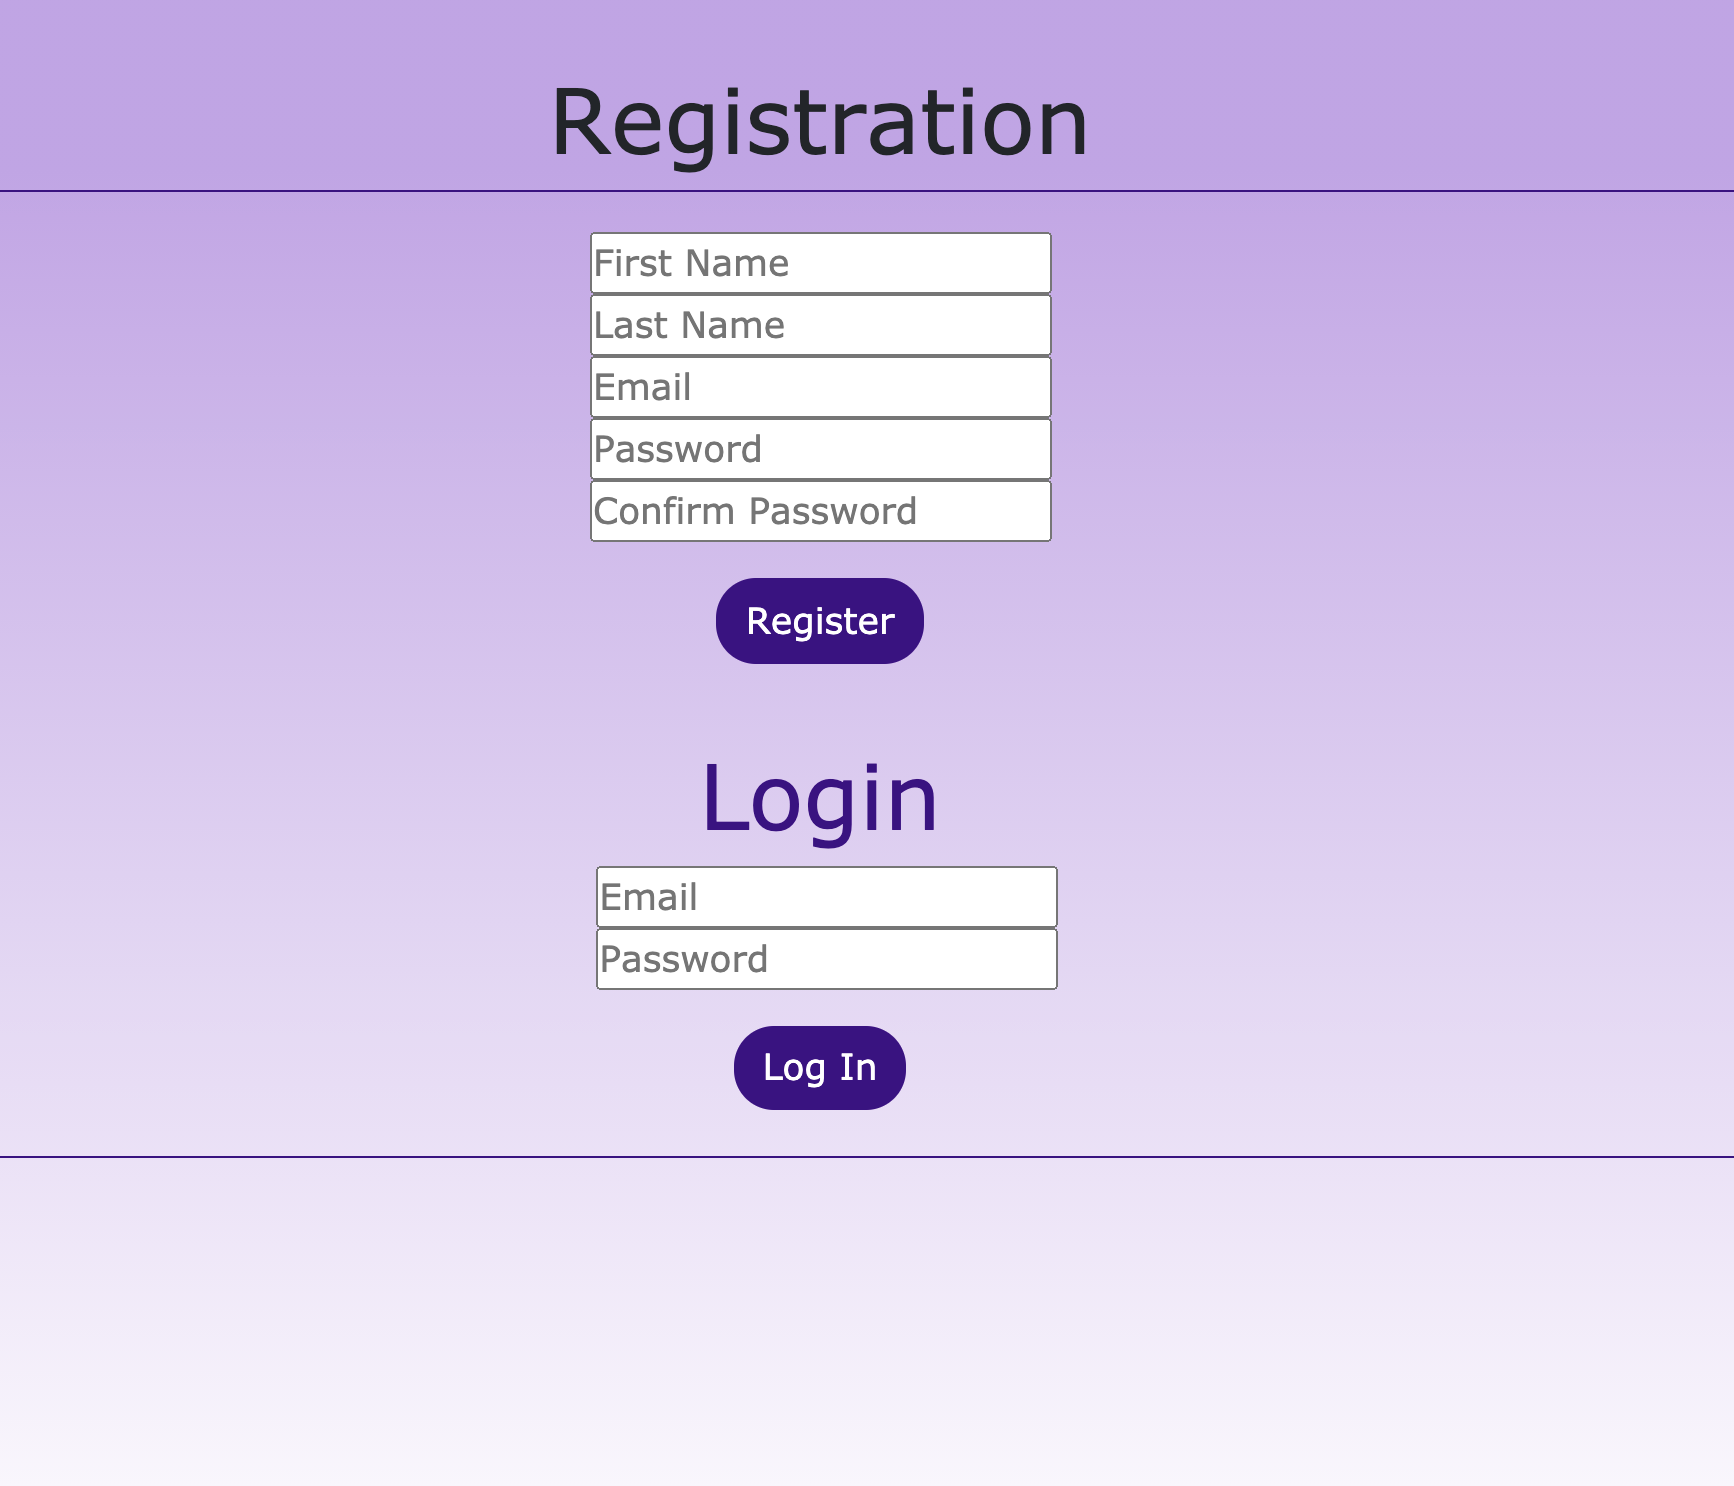 Registration
First Name
Last Name
Email
Password
Confirm Password
Register
Login
Email
Password
Log In